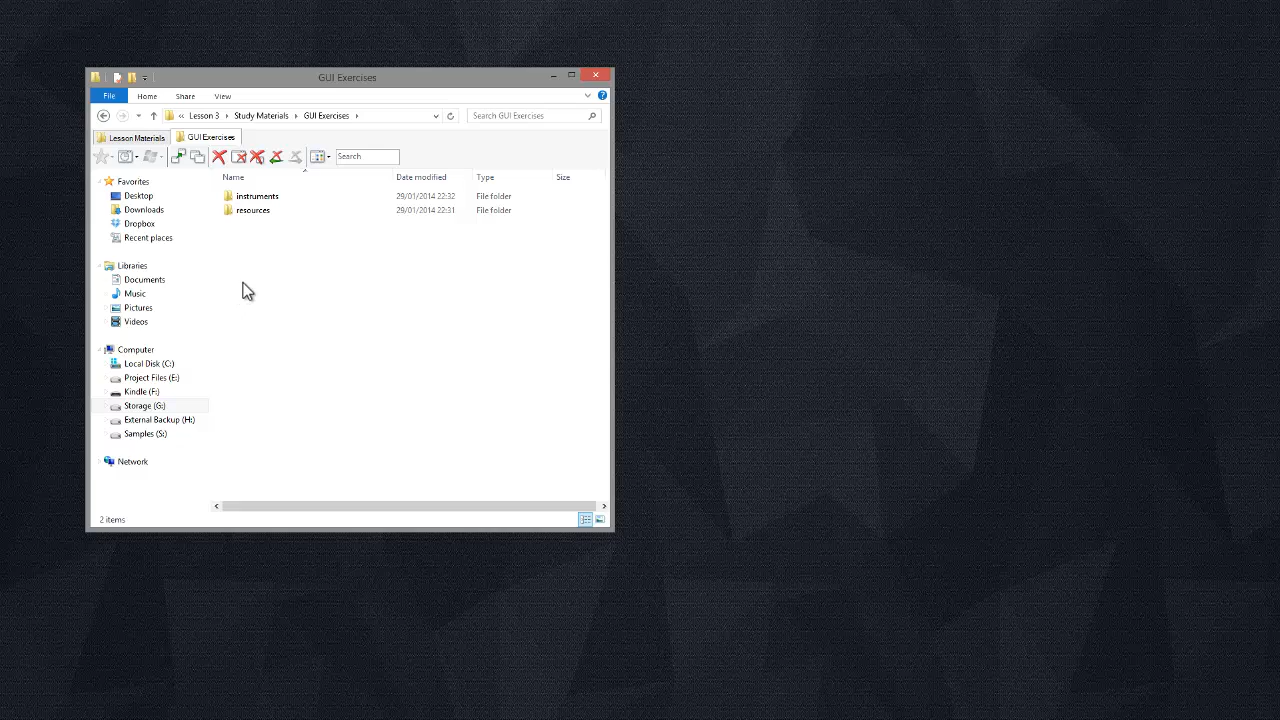 GUI Exercises
File Home Share View
« Lesson 3 Study Materials GUI Exercises Search GUI Exercises
Lesson Materials GUI Exercises
Search
Name Date modified Type Size
Favorites
Desktop
Downloads
Dropbox
Recent places
Libraries
Documents
Music
Pictures
Videos
Computer
Local Disk (C:)
Project Files (E:)
Kindle (F:)
Storage (G:)
External Backup (H:)
Samples (S:)
Network
instruments 29/01/2014 22:32 File folder
resources 29/01/2014 22:31 File folder
2 items